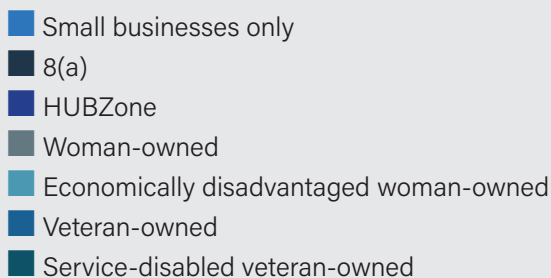 Small businesses only
8(a)
HUBZone
Woman-owned
Economically disadvantaged woman-owned
Veteran-owned
Service-disabled veteran-owned